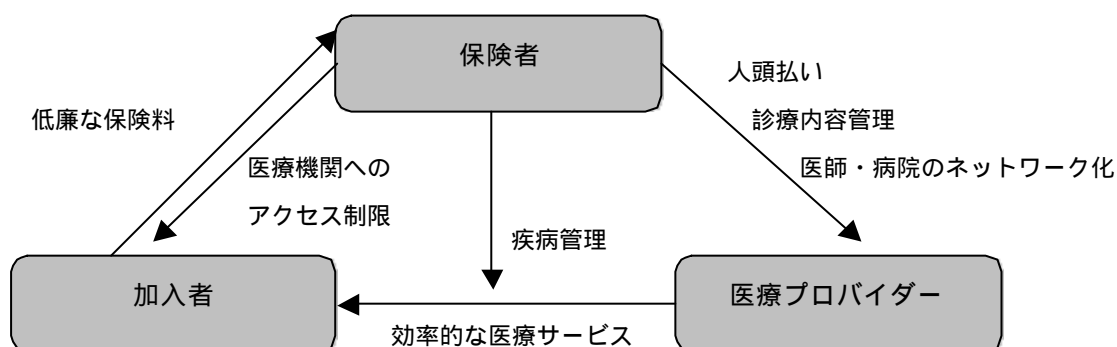 保険者
人頭払い
低廉な保険料
診療内容管理
医療機関への
医師・病院のネットワーク化
アクセス制限
疾病管理
加入者
医療プロバイダー
効率的な医療サービス